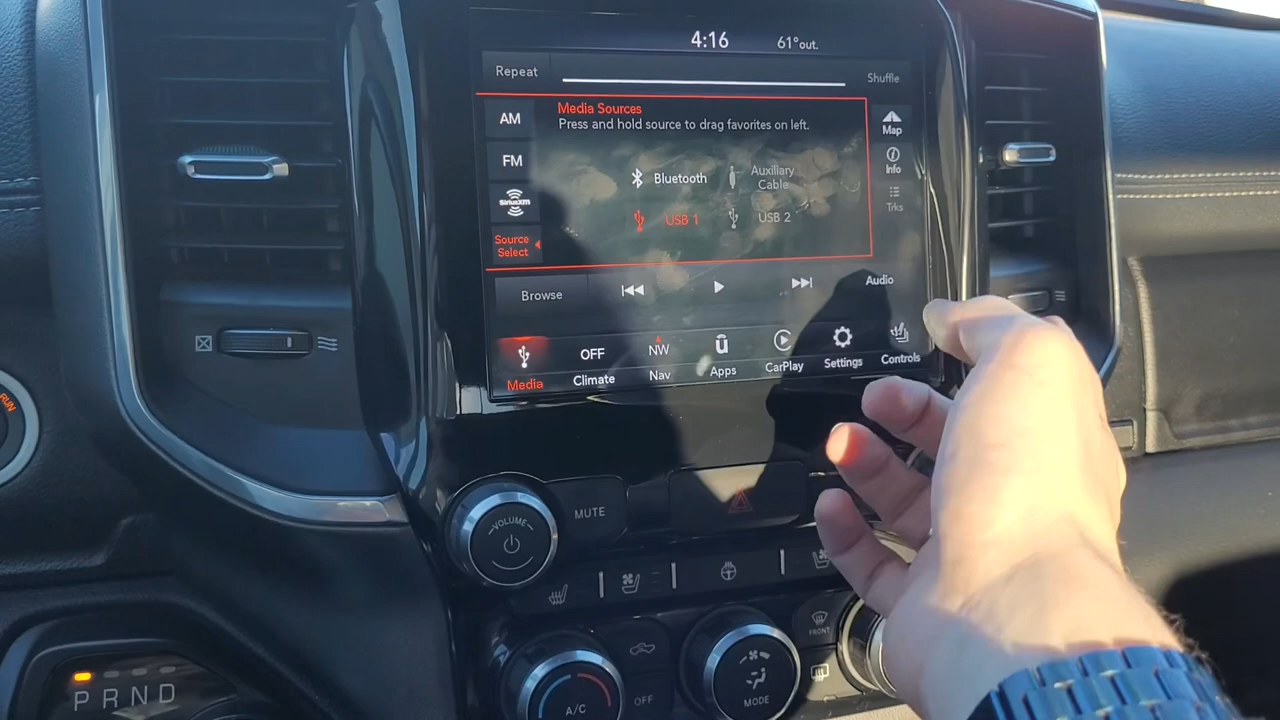 4:16 61°out.
Repeat Shuffle
AM
Media Sources
Press and hold source to drag favorites on left.
Map
FM
Bluetooth
Auxiliary
Cable
Info
SiriusXM
USB 1
USB 2
Trks
Source
Select
Browse
Audio
Media
OFF
Climate
NW
Nav
Apps
CarPlay
Settings
Controls
RUN
VOLUME
MUTE
FRONT
A/C
OFF
MODE
PRND